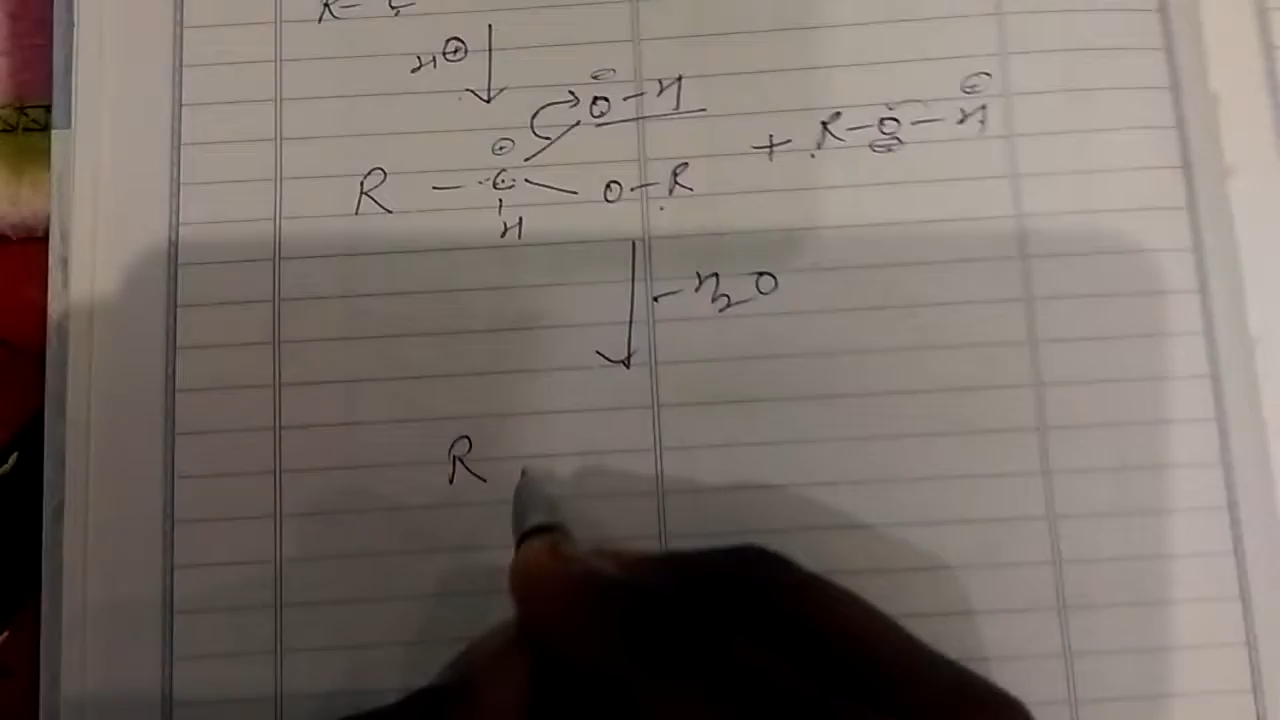 R- C
H⊕ ↓
⊖
O-H
⊕
R - C - O-R + R-O-H
H
↓ -H2O
R